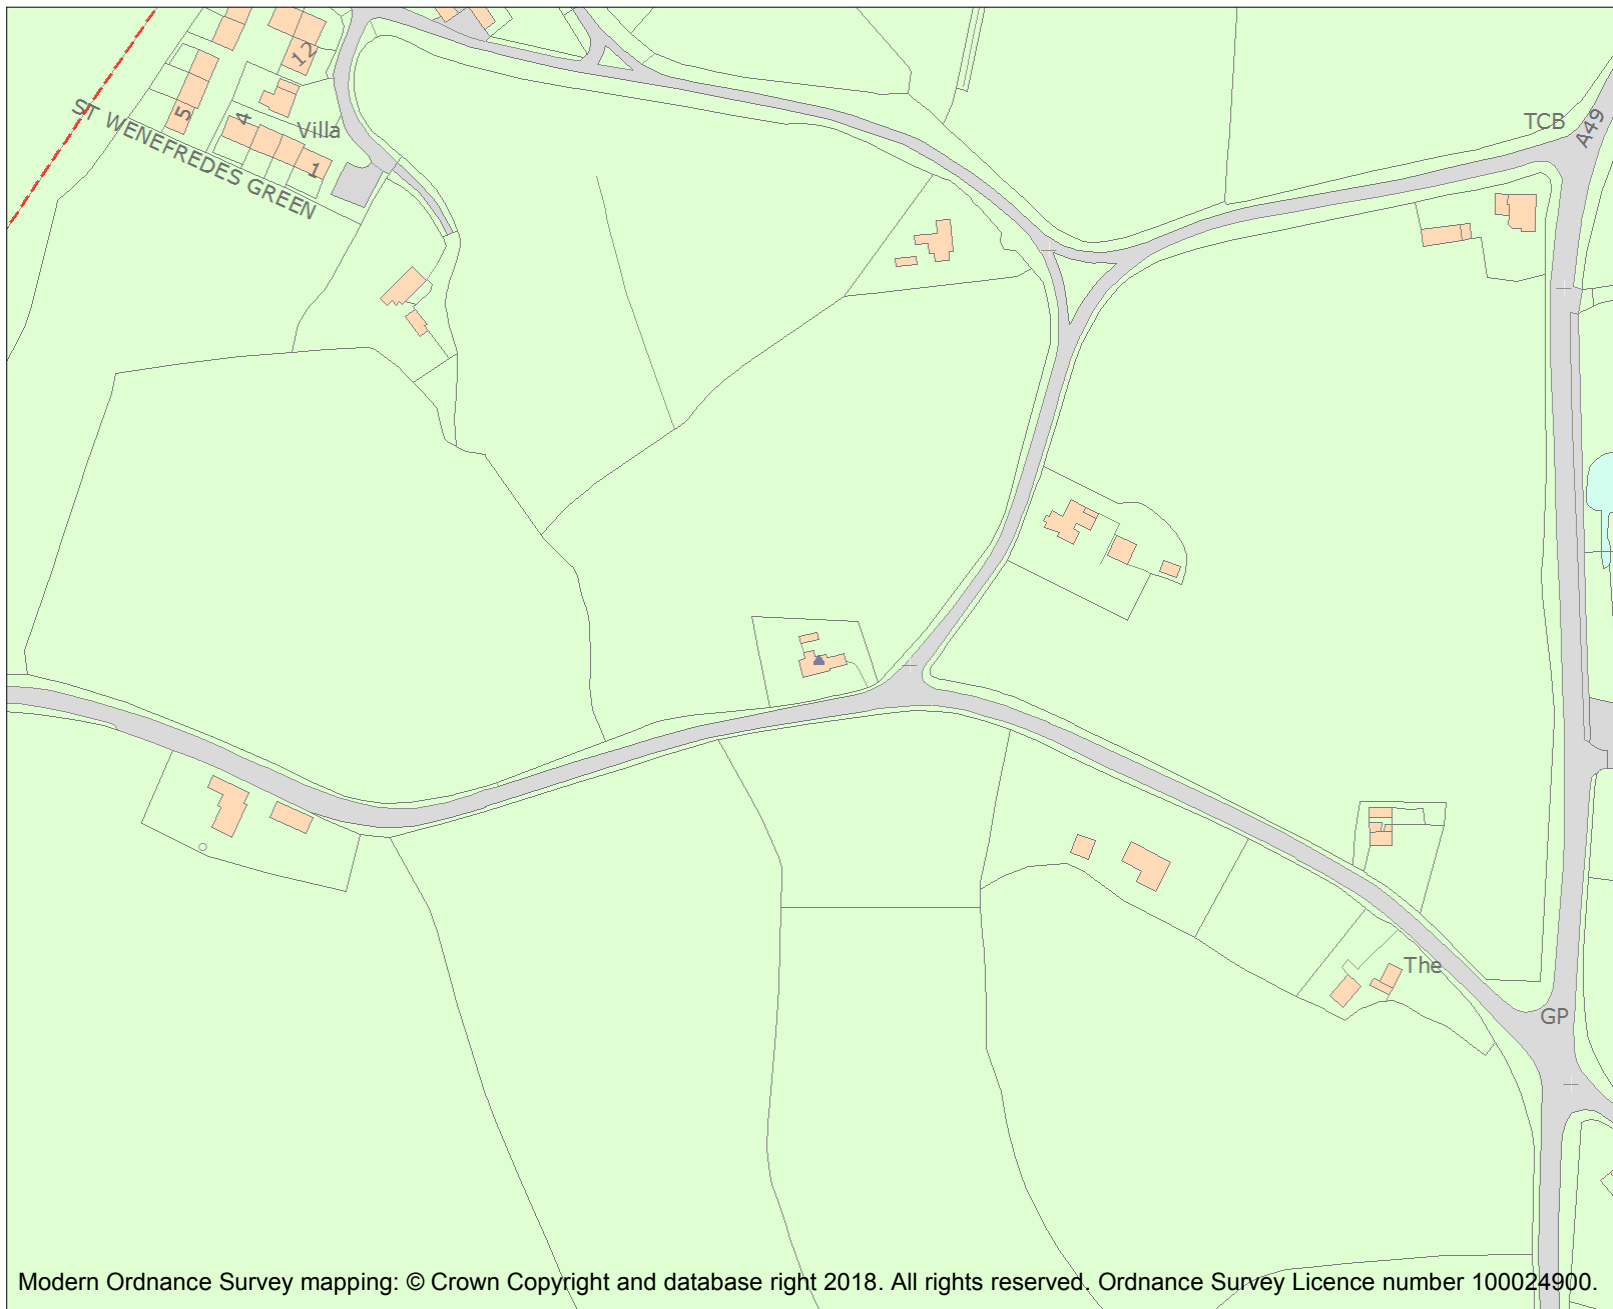 12
5
4
Villa
1
ST WENEFREDES GREEN
TCB
A49
The
GP
Modern Ordnance Survey mapping: © Crown Copyright and database right 2018. All rights reserved. Ordnance Survey Licence number 100024900.